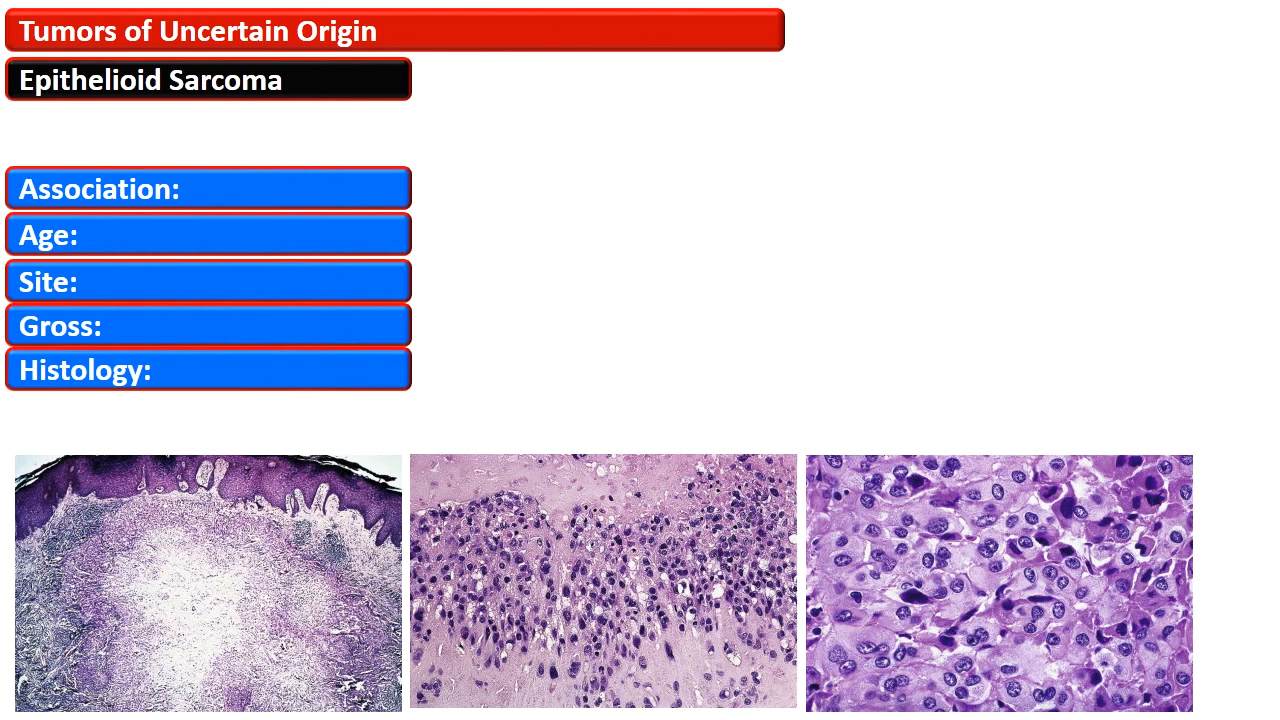 Tumors of Uncertain Origin
Epithelioid Sarcoma
Association:
Age:
Site:
Gross:
Histology: